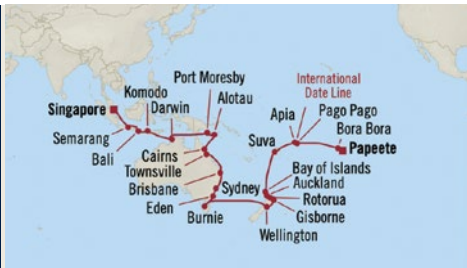 Port Moresby
International
Date Line
Komodo
Darwin
Alotau
Apia
Pago Pago
Singapore
Bora Bora
Semarang
Suva
Papeete
Bali
Cairns
Townsville
Bay of Islands
Auckland
Brisbane
Sydney
Rotorua
Eden
Gisborne
Burnie
Wellington